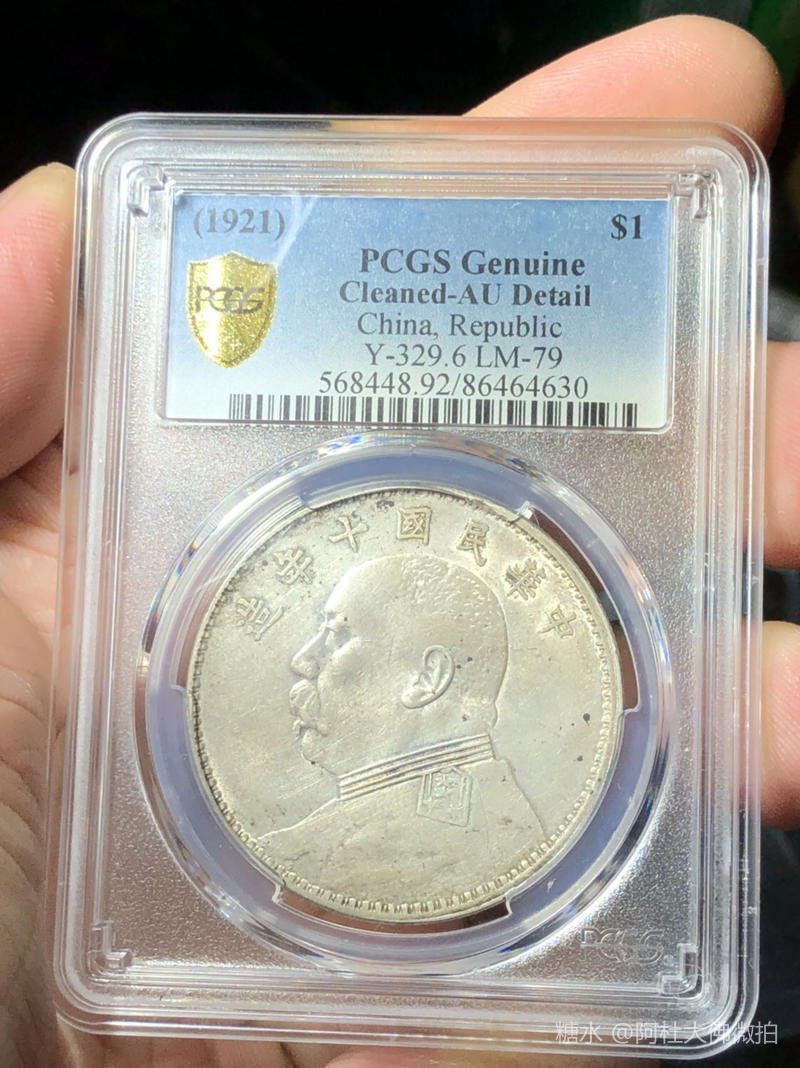 (1921) $1
PCGS Genuine
PCGS
Cleaned-AU Detail
China, Republic
Y-329.6 LM-79
568448.92/86464630
造年十國民華中
PCGS
糖水 @阿杜大佛微拍